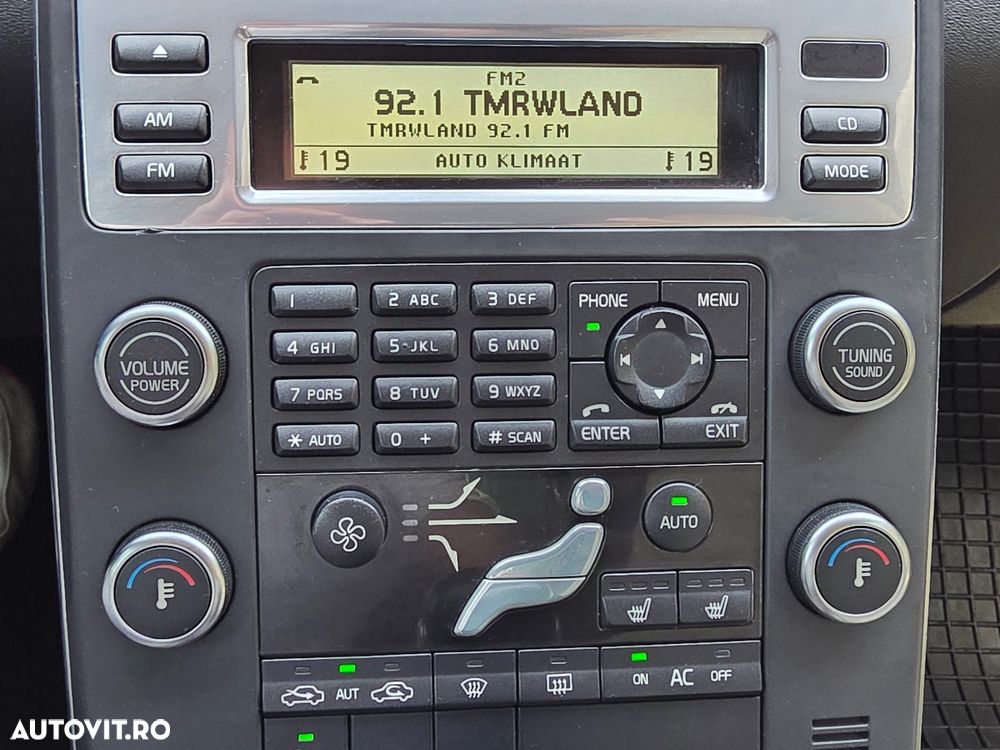 FM2
92.1 TMRWLAND
TMRWLAND 92.1 FM
19 AUTO KLIMAAT 19
AM
FM
CD
MODE
1
2 ABC
3 DEF
4 GHI
5~JKL
6 MNO
7 PQRS
8 TUV
9 WXYZ
* AUTO
0 +
# SCAN
PHONE
MENU
ENTER
EXIT
VOLUME
POWER
TUNING
SOUND
AUTO
AUT
ON AC OFF
AUTOVIT.RO